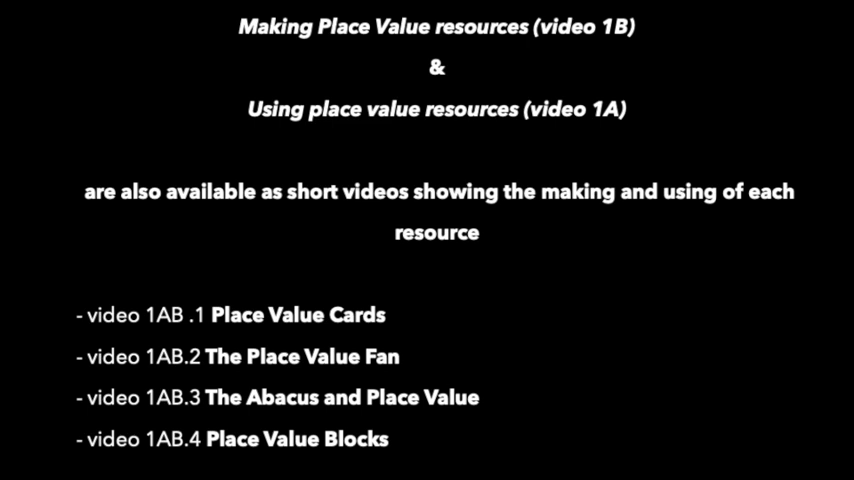 Making Place Value resources (video 1B)
&
Using place value resources (video 1A)
are also available as short videos showing the making and using of each
resource
- video 1AB .1 Place Value Cards
- video 1AB.2 The Place Value Fan
- video 1AB.3 The Abacus and Place Value
- video 1AB.4 Place Value Blocks